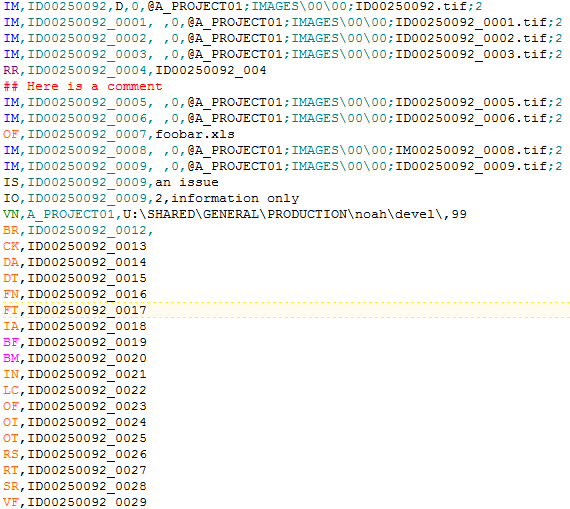 IM,ID00250092,D,0,@A_PROJECT01;IMAGES\00\00;ID00250092.tif;2
IM,ID00250092_0001, ,0,@A_PROJECT01;IMAGES\00\00;ID00250092_0001.tif;2
IM,ID00250092_0002, ,0,@A_PROJECT01;IMAGES\00\00;ID00250092_0002.tif;2
IM,ID00250092_0003, ,0,@A_PROJECT01;IMAGES\00\00;ID00250092_0003.tif;2
RR,ID00250092_0004,ID00250092_004
## Here is a comment
IM,ID00250092_0005, ,0,@A_PROJECT01;IMAGES\00\00;ID00250092_0005.tif;2
IM,ID00250092_0006, ,0,@A_PROJECT01;IMAGES\00\00;ID00250092_0006.tif;2
OF,ID00250092_0007,foobar.xls
IM,ID00250092_0008, ,0,@A_PROJECT01;IMAGES\00\00;IM00250092_0008.tif;2
IM,ID00250092_0009, ,0,@A_PROJECT01;IMAGES\00\00;ID00250092_0009.tif;2
IS,ID00250092_0009,an issue
IO,ID00250092_0009,2,information only
VN,A_PROJECT01,U:\SHARED\GENERAL\PRODUCTION\noah\devel\,99
BR,ID00250092_0012,
CK,ID00250092_0013
DA,ID00250092_0014
DT,ID00250092_0015
FN,ID00250092_0016
FT,ID00250092_0017
IA,ID00250092_0018
BF,ID00250092_0019
BM,ID00250092_0020
IN,ID00250092_0021
LC,ID00250092_0022
OF,ID00250092_0023
OI,ID00250092_0024
OT,ID00250092_0025
RS,ID00250092_0026
RT,ID00250092_0027
SR,ID00250092_0028
VF,ID00250092_0029